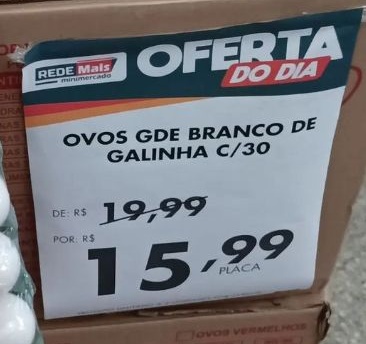 REDE Mais
minimercado
OFERTA
DO DIA
OVOS GDE BRANCO DE
GALINHA C/30
DE: R$ 19,99
POR: R$
15,99
PLACA
OVOS VERMELHOS